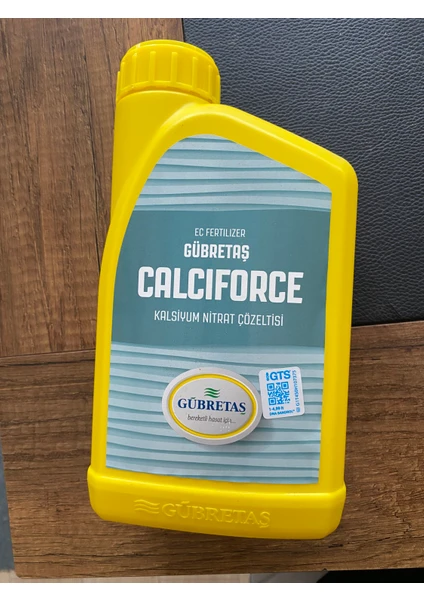 EC FERTILIZER
GÜBRETAŞ
CALCIFORCE
KALSİYUM NİTRAT ÇÖZELTİSİ
GTS
GÜBRETAŞ
bereketli hayat için...
GÜBRETAŞ